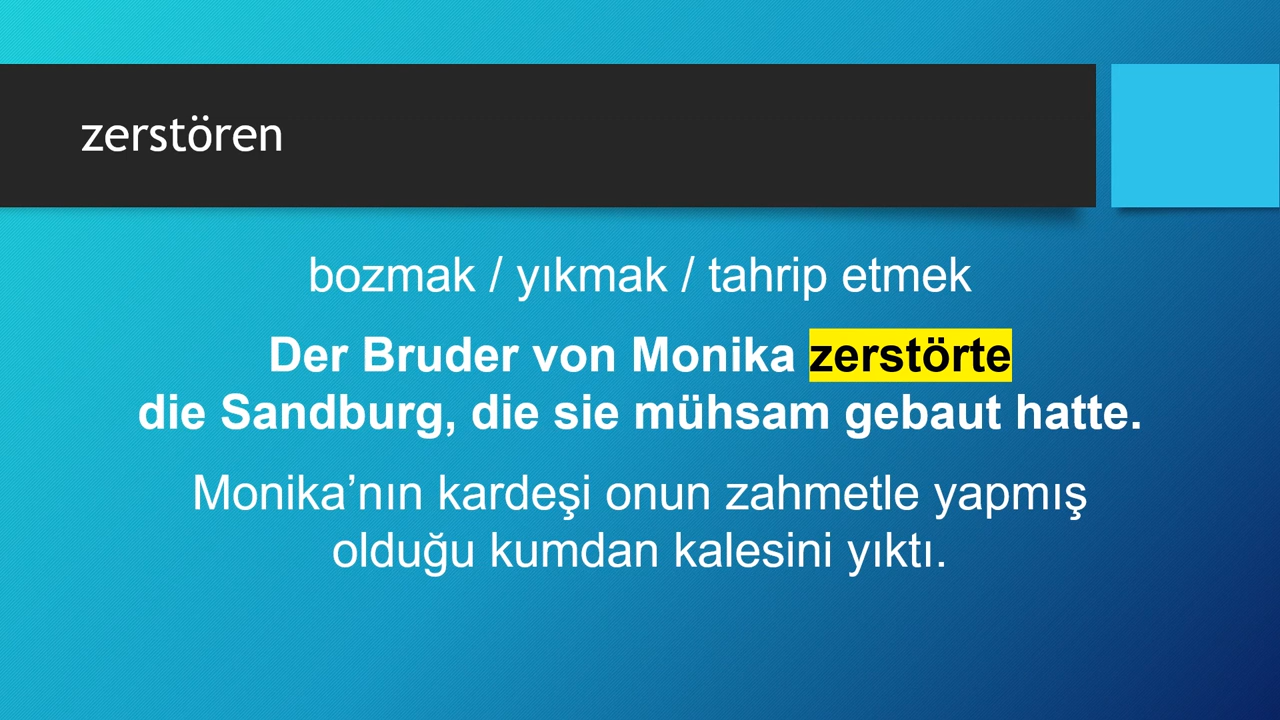 zerstören
bozmak / yıkmak / tahrip etmek
Der Bruder von Monika zerstörte
die Sandburg, die sie mühsam gebaut hatte.
Monika’nın kardeşi onun zahmetle yapmış
olduğu kumdan kalesini yıktı.